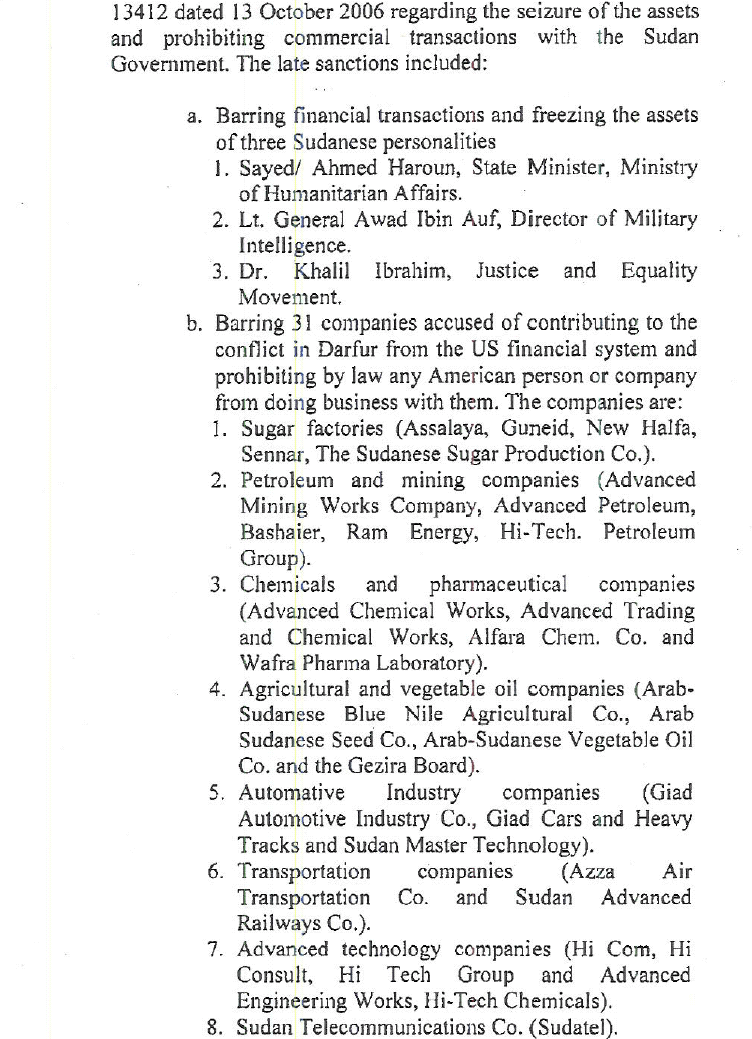 13412 dated 13 October 2006 regarding the seizure of the assets
and prohibiting commercial transactions with the Sudan
Government. The late sanctions included:
a. Barring financial transactions and freezing the assets
of three Sudanese personalities
1. Sayed/ Ahmed Haroun, State Minister, Ministry
of Humanitarian Affairs.
2. Lt. General Awad Ibin Auf, Director of Military
Intelligence.
3. Dr. Khalil Ibrahim, Justice and Equality
Movement.
b. Barring 31 companies accused of contributing to the
conflict in Darfur from the US financial system and
prohibiting by law any American person or company
from doing business with them. The companies are:
1. Sugar factories (Assalaya, Guneid, New Halfa,
Sennar, The Sudanese Sugar Production Co.).
2. Petroleum and mining companies (Advanced
Mining Works Company, Advanced Petroleum,
Bashaier, Ram Energy, Hi-Tech. Petroleum
Group).
3. Chemicals and pharmaceutical companies
(Advanced Chemical Works, Advanced Trading
and Chemical Works, Alfara Chem. Co. and
Wafra Pharma Laboratory).
4. Agricultural and vegetable oil companies (Arab-
Sudanese Blue Nile Agricultural Co., Arab
Sudanese Seed Co., Arab-Sudanese Vegetable Oil
Co. and the Gezira Board).
5. Automative Industry companies (Giad
Automotive Industry Co., Giad Cars and Heavy
Tracks and Sudan Master Technology).
6. Transportation companies (Azza Air
Transportation Co. and Sudan Advanced
Railways Co.).
7. Advanced technology companies (Hi Com, Hi
Consult, Hi Tech Group and Advanced
Engineering Works, Hi-Tech Chemicals).
8. Sudan Telecommunications Co. (Sudatel).